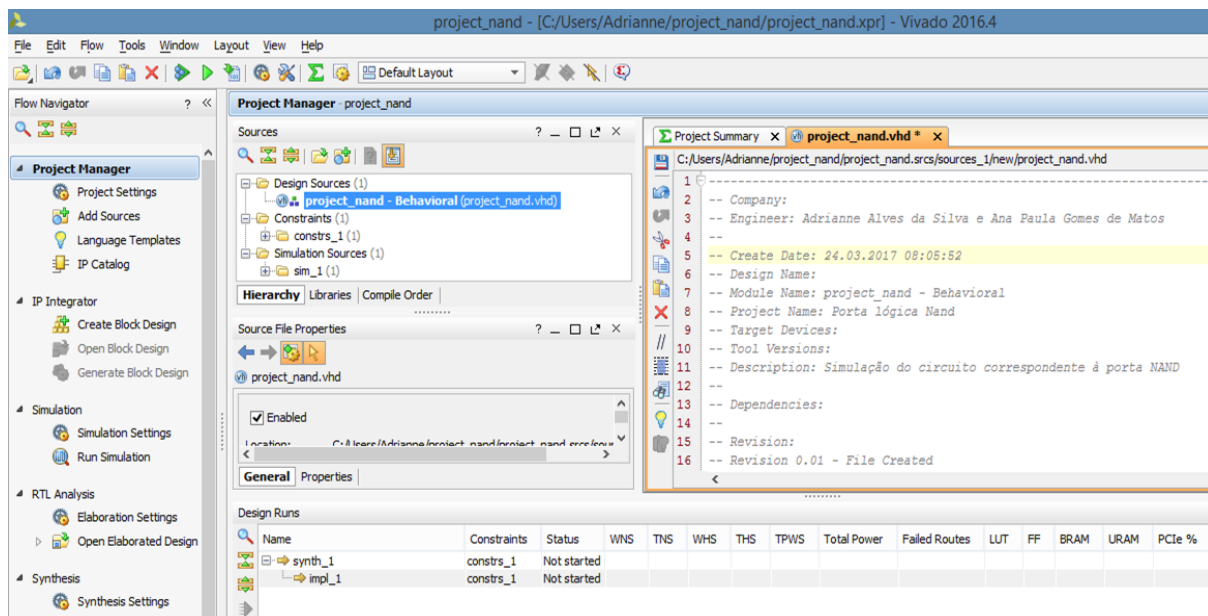 project_nand - [C:/Users/Adrianne/project_nand/project_nand.xpr] - Vivado 2016.4
File Edit Flow Tools Window Layout View Help
Default Layout
Flow Navigator ? «
Project Manager
Project Settings
Add Sources
Language Templates
IP Catalog
IP Integrator
Create Block Design
Open Block Design
Generate Block Design
Simulation
Simulation Settings
Run Simulation
RTL Analysis
Elaboration Settings
Open Elaborated Design
Synthesis
Synthesis Settings
Project Manager - project_nand
Sources
Design Sources (1)
project_nand - Behavioral (project_nand.vhd)
Constraints (1)
constrs_1 (1)
Simulation Sources (1)
sim_1 (1)
Hierarchy Libraries Compile Order
Source File Properties
project_nand.vhd
Enabled
General Properties
Project Summary project_nand.vhd *
C:/Users/Adrianne/project_nand/project_nand.srcs/sources_1/new/project_nand.vhd
1 ----------------------------------------------------------------------
2 -- Company:
3 -- Engineer: Adrianne Alves da Silva e Ana Paula Gomes de Matos
4 --
5 -- Create Date: 24.03.2017 08:05:52
6 -- Design Name:
7 -- Module Name: project_nand - Behavioral
8 -- Project Name: Porta lógica Nand
9 -- Target Devices:
10 -- Tool Versions:
11 -- Description: Simulação do circuito correspondente à porta NAND
12 --
13 -- Dependencies:
14 --
15 -- Revision:
16 -- Revision 0.01 - File Created
Design Runs
Name Constraints Status WNS TNS WHS THS TPWS Total Power Failed Routes LUT FF BRAM URAM PCIe %
synth_1 constrs_1 Not started
impl_1 constrs_1 Not started